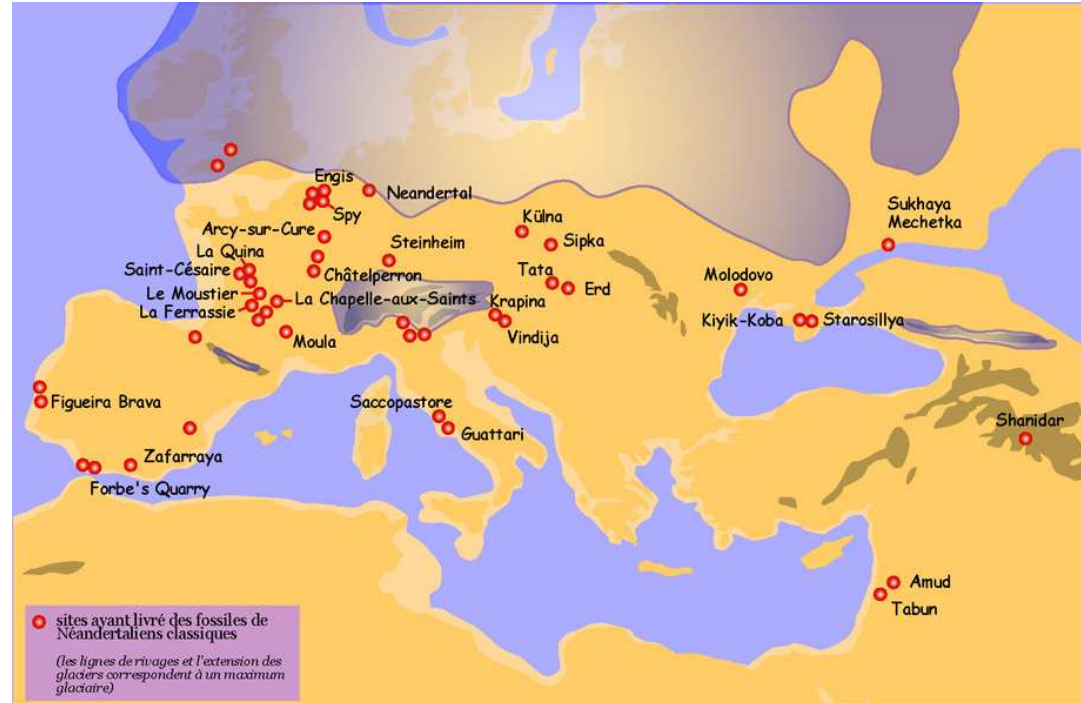 Engis
Neandertal
Spy
Külna
Sukhaya
Mechetka
Arcy-sur-Cure
Steinheim
Sipka
La Quina
Saint-Césaire
Châtelperron
Tata
Erd
Molodovo
Le Moustier
La Chapelle-aux-Saints
Krapina
La Ferrassie
Kiyik-Koba
Starosillya
Moula
Vindija
Figueira Brava
Saccopastore
Guattari
Shanidar
Zafarraya
Forbe's Quarry
Amud
Tabun
sites ayant livré des fossiles de
Néandertaliens classiques
(les lignes de rivages et l'extension des
glaciers correspondent à un maximum
glaciaire)